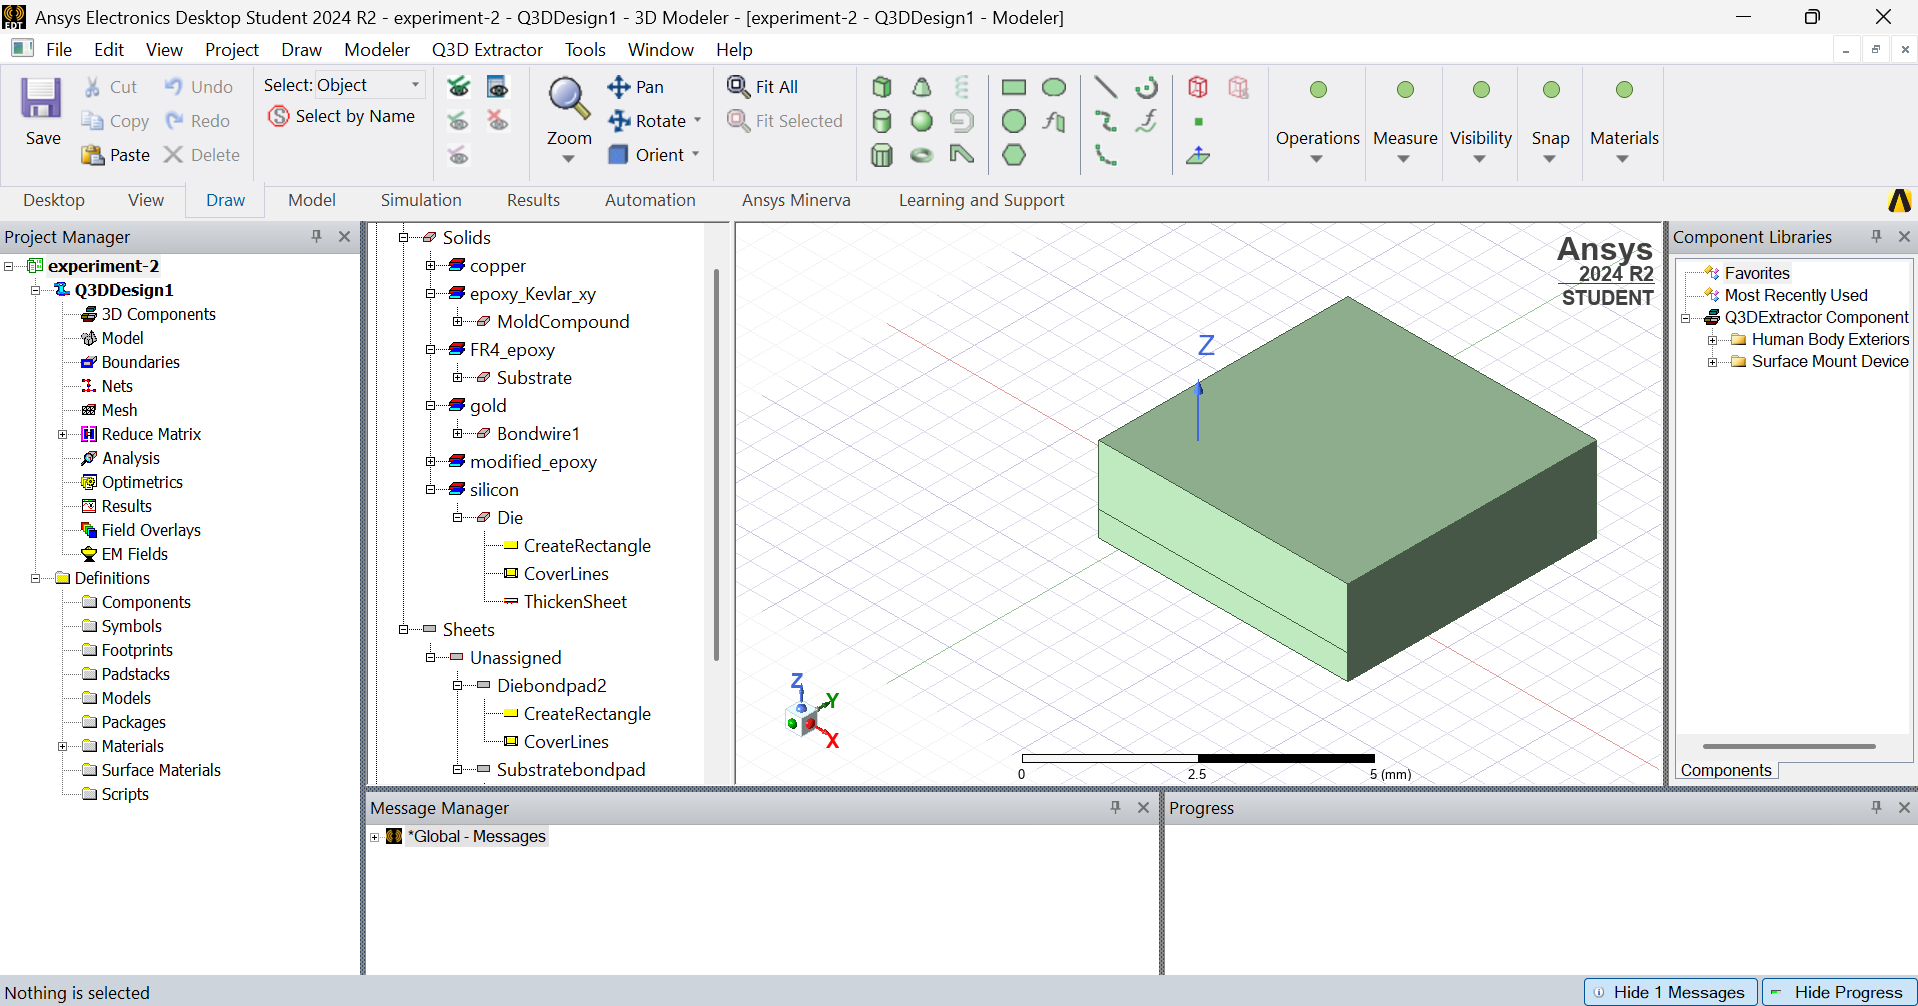 Ansys Electronics Desktop Student 2024 R2 - experiment-2 - Q3DDesign1 - 3D Modeler - [experiment-2 - Q3DDesign1 - Modeler]
File Edit View Project Draw Modeler Q3D Extractor Tools Window Help
Save
Cut
Copy
Paste
Undo
Redo
Delete
Select: Object
Select by Name
Zoom
Pan
Rotate
Orient
Fit All
Fit Selected
Operations
Measure
Visibility
Snap
Materials
Desktop View Draw Model Simulation Results Automation Ansys Minerva Learning and Support
Project Manager
experiment-2
Q3DDesign1
3D Components
Model
Boundaries
Nets
Mesh
Reduce Matrix
Analysis
Optimetrics
Results
Field Overlays
EM Fields
Definitions
Components
Symbols
Footprints
Padstacks
Models
Packages
Materials
Surface Materials
Scripts
Solids
copper
epoxy_Kevlar_xy
MoldCompound
FR4_epoxy
Substrate
gold
Bondwire1
modified_epoxy
silicon
Die
CreateRectangle
CoverLines
ThickenSheet
Sheets
Unassigned
Diebondpad2
CreateRectangle
CoverLines
Substratebondpad
Ansys
2024 R2
STUDENT
Z
Z
Y
X
0 2.5 5 (mm)
Component Libraries
Favorites
Most Recently Used
Q3DExtractor Component
Human Body Exteriors
Surface Mount Device
Components
Message Manager
*Global - Messages
Progress
Nothing is selected
Hide 1 Messages
Hide Progress